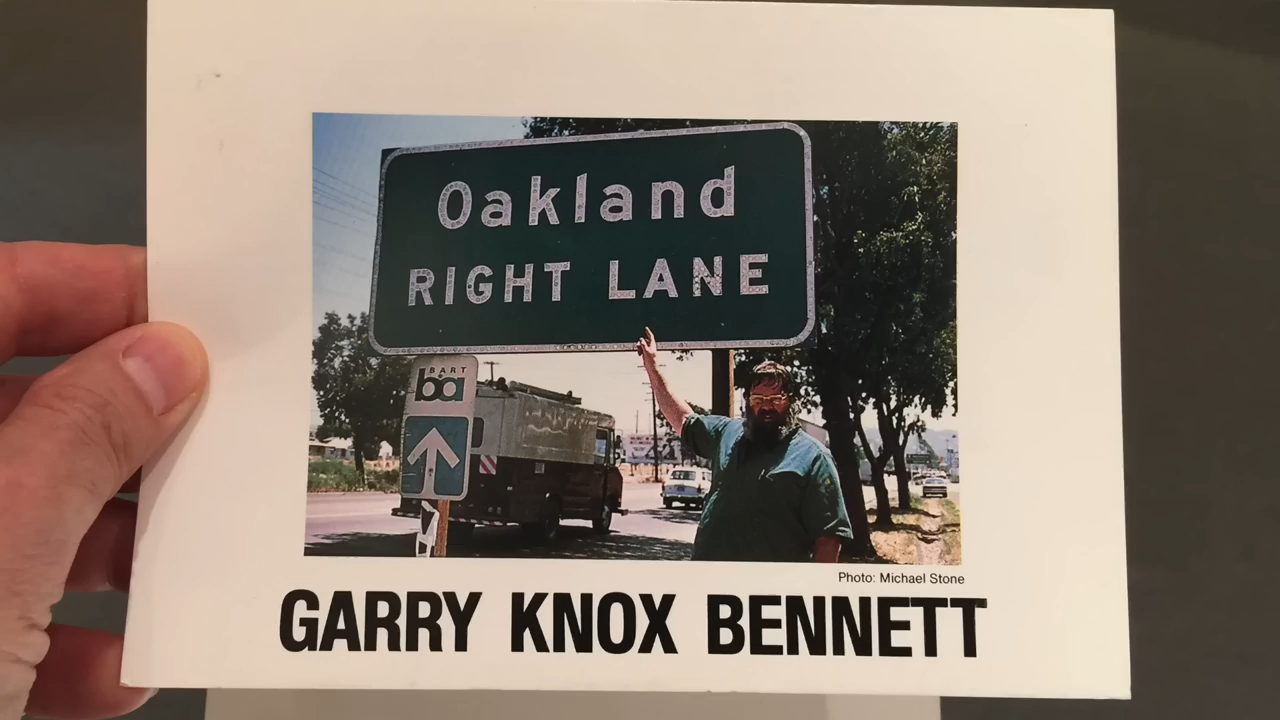 Oakland
RIGHT LANE
BART
ba
Photo: Michael Stone
GARRY KNOX BENNETT